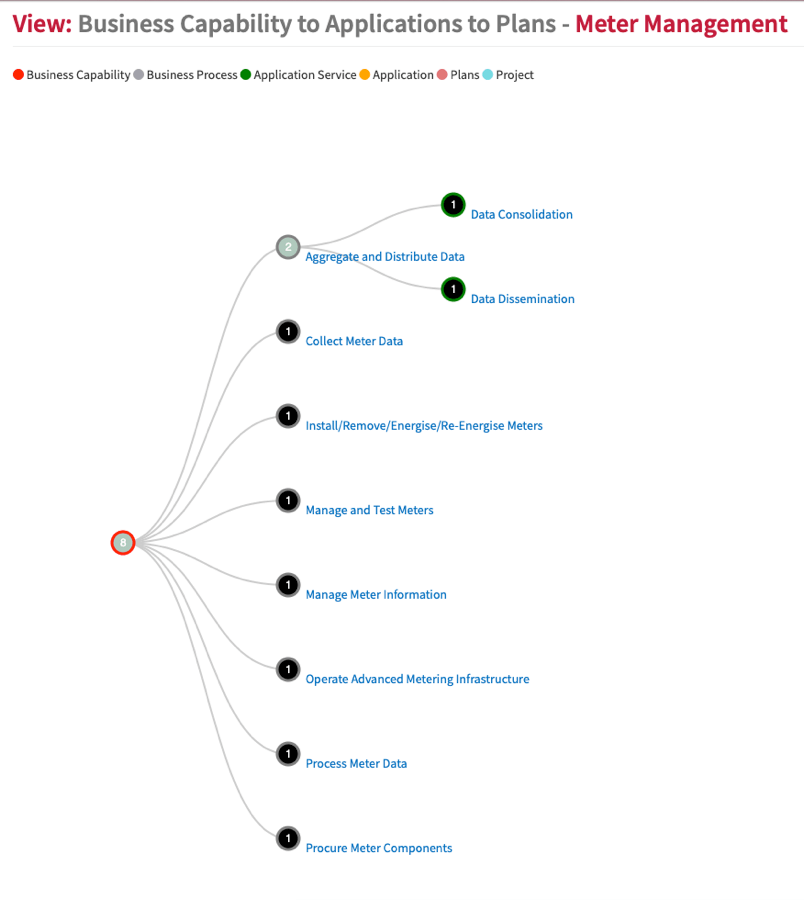 View: Business Capability to Applications to Plans - Meter Management
Business Capability Business Process Application Service Application Plans Project
1
Data Consolidation
2
Aggregate and Distribute Data
1
Data Dissemination
1
Collect Meter Data
1
Install/Remove/Energise/Re-Energise Meters
1
Manage and Test Meters
8
1
Manage Meter Information
1
Operate Advanced Metering Infrastructure
1
Process Meter Data
1
Procure Meter Components